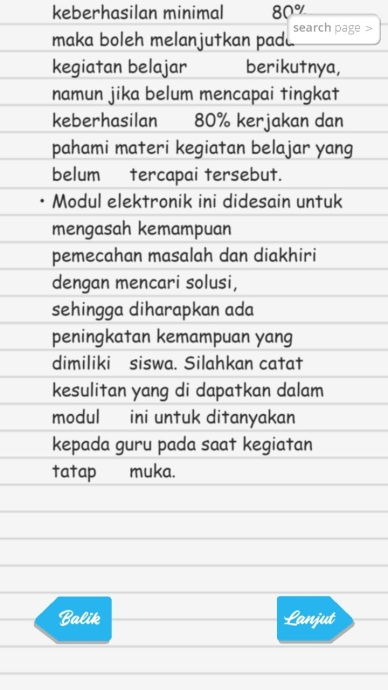 keberhasilan minimal 80%
search page >
maka boleh melanjutkan pada
kegiatan belajar berikutnya,
namun jika belum mencapai tingkat
keberhasilan 80% kerjakan dan
pahami materi kegiatan belajar yang
belum tercapai tersebut.
• Modul elektronik ini didesain untuk
mengasah kemampuan
pemecahan masalah dan diakhiri
dengan mencari solusi,
sehingga diharapkan ada
peningkatan kemampuan yang
dimiliki siswa. Silahkan catat
kesulitan yang di dapatkan dalam
modul ini untuk ditanyakan
kepada guru pada saat kegiatan
tatap muka.
Balik
Lanjut